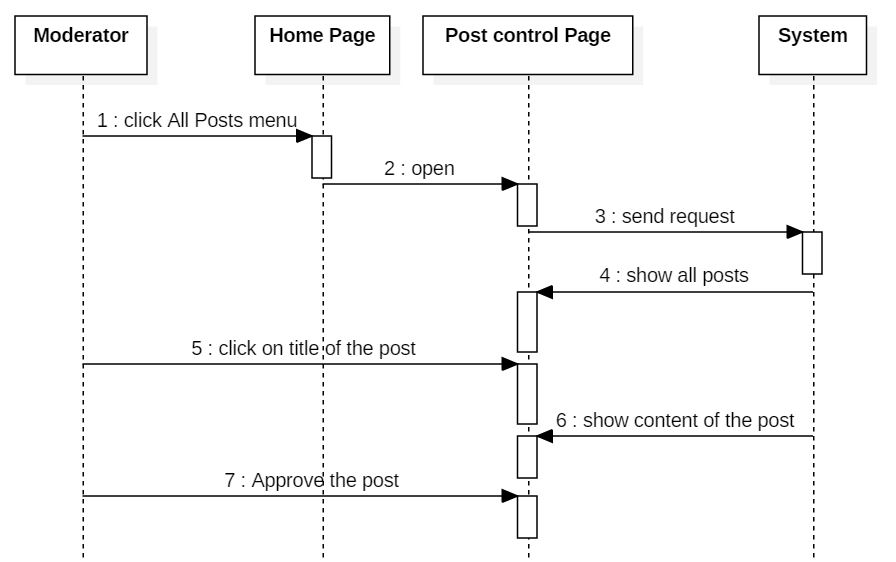 Moderator
Home Page
Post control Page
System
1 : click All Posts menu
2 : open
3 : send request
4 : show all posts
5 : click on title of the post
6 : show content of the post
7 : Approve the post